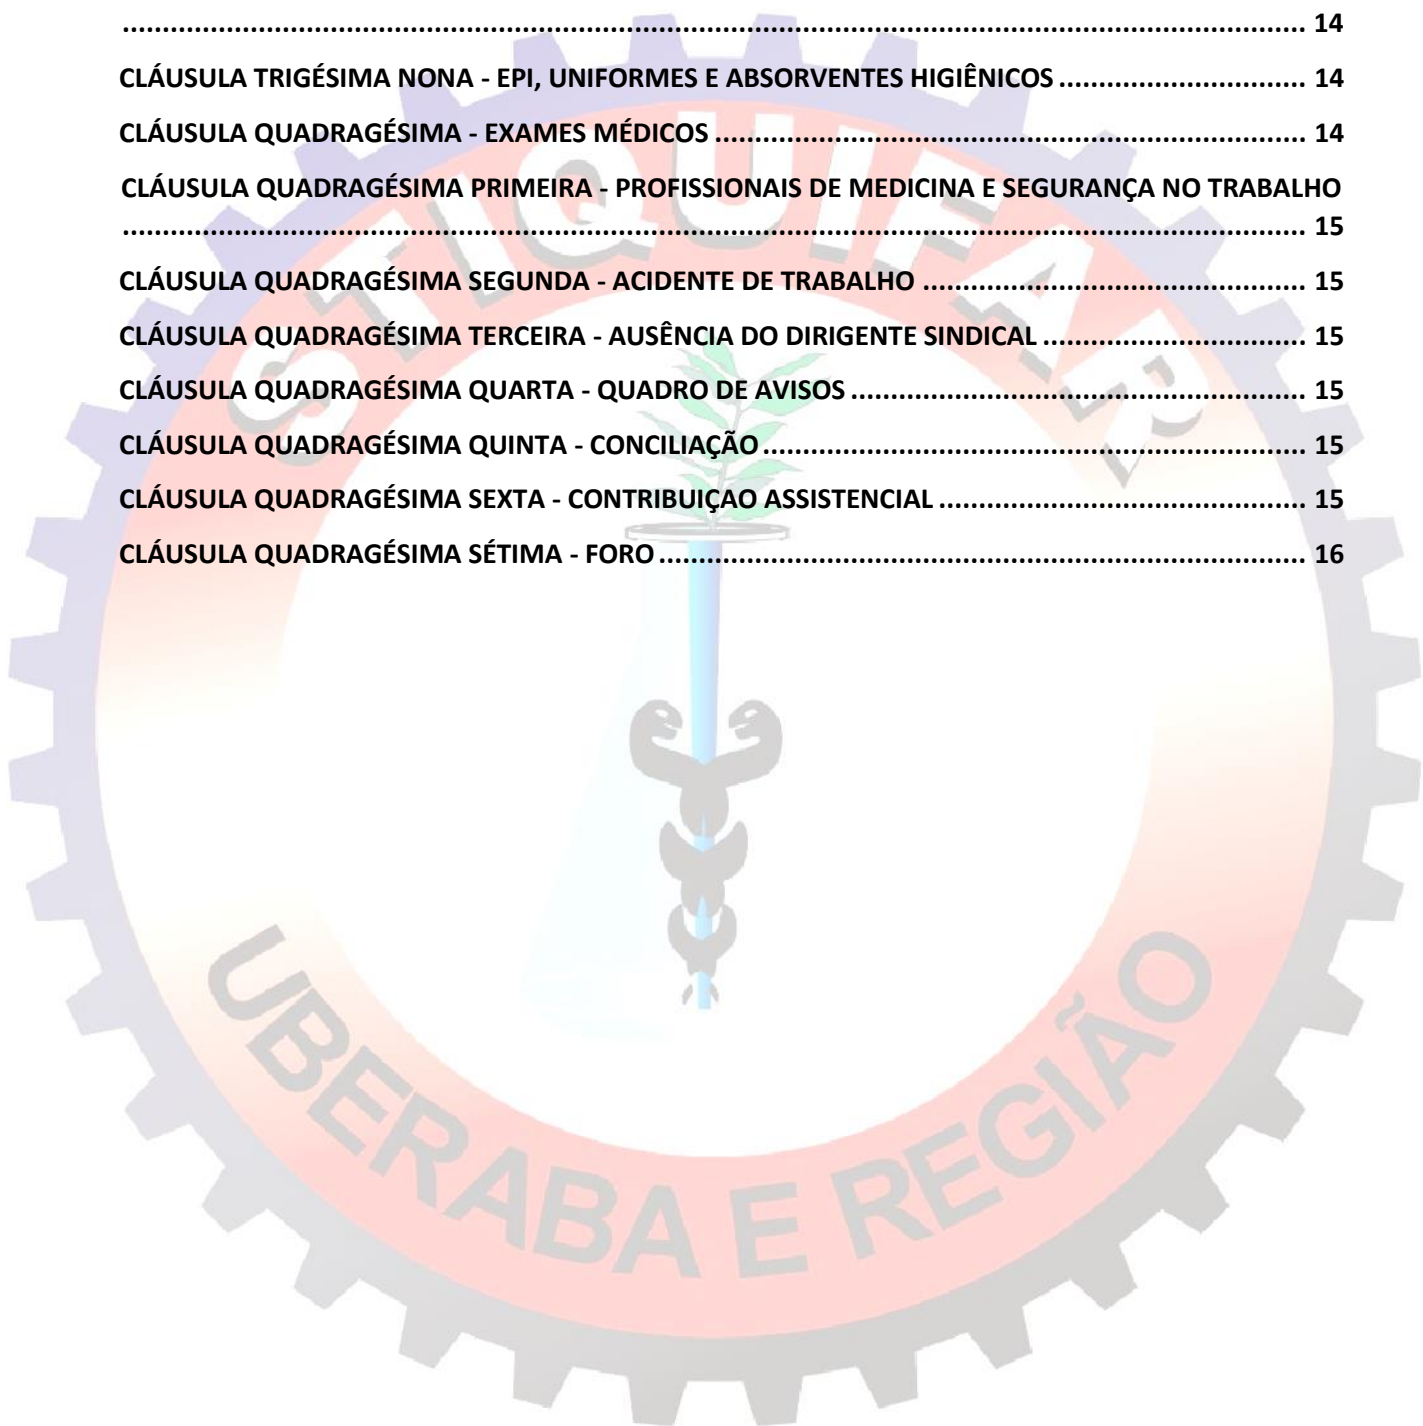 ........ 14
CLÁUSULA TRIGÉSIMA NONA - EPI, UNIFORMES E ABSORVENTES HIGIÊNICOS ........ 14
CLÁUSULA QUADRAGÉSIMA - EXAMES MÉDICOS ........ 14
CLÁUSULA QUADRAGÉSIMA PRIMEIRA - PROFISSIONAIS DE MEDICINA E SEGURANÇA NO TRABALHO
........ 15
CLÁUSULA QUADRAGÉSIMA SEGUNDA - ACIDENTE DE TRABALHO ........ 15
CLÁUSULA QUADRAGÉSIMA TERCEIRA - AUSÊNCIA DO DIRIGENTE SINDICAL ........ 15
CLÁUSULA QUADRAGÉSIMA QUARTA - QUADRO DE AVISOS ........ 15
CLÁUSULA QUADRAGÉSIMA QUINTA - CONCILIAÇÃO ........ 15
CLÁUSULA QUADRAGÉSIMA SEXTA - CONTRIBUIÇAO ASSISTENCIAL ........ 15
CLÁUSULA QUADRAGÉSIMA SÉTIMA - FORO ........ 16
STIQUIFAR
UBERABA E REGIÃO